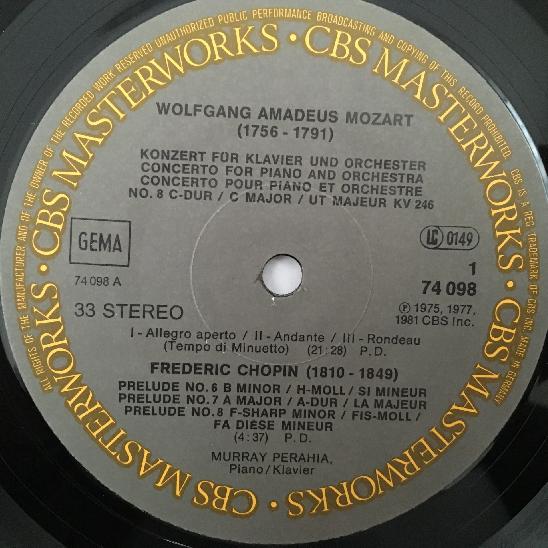 ALL RIGHTS OF THE MANUFACTURER AND OF THE OWNER OF THE RECORDED WORK RESERVED UNAUTHORIZED PUBLIC PERFORMANCE BROADCASTING AND COPYING OF THIS RECORD PROHIBITED. CBS IS A REG. TRADEMARK OF CBS INC. MADE IN GERMANY
CBS MASTERWORKS · CBS MASTERWORKS · CBS MASTERWORKS · CBS MASTERWORKS ·
WOLFGANG AMADEUS MOZART
(1756 - 1791)
KONZERT FÜR KLAVIER UND ORCHESTER
CONCERTO FOR PIANO AND ORCHESTRA
CONCERTO POUR PIANO ET ORCHESTRE
NO. 8 C-DUR / C MAJOR / UT MAJEUR KV 246
GEMA
LC 0149
74 098 A
1
74 098
33 STEREO
℗ 1975, 1977,
1981 CBS Inc.
I - Allegro aperto / II - Andante / III - Rondeau
(Tempo di Minuetto) (21:28) P. D.
FREDERIC CHOPIN (1810 - 1849)
PRELUDE NO. 6 B MINOR / H-MOLL / SI MINEUR
PRELUDE NO. 7 A MAJOR / A-DUR / LA MAJEUR
PRELUDE NO. 8 F-SHARP MINOR / FIS-MOLL /
FA DIÈSE MINEUR
(4:37) P. D.
MURRAY PERAHIA,
Piano / Klavier